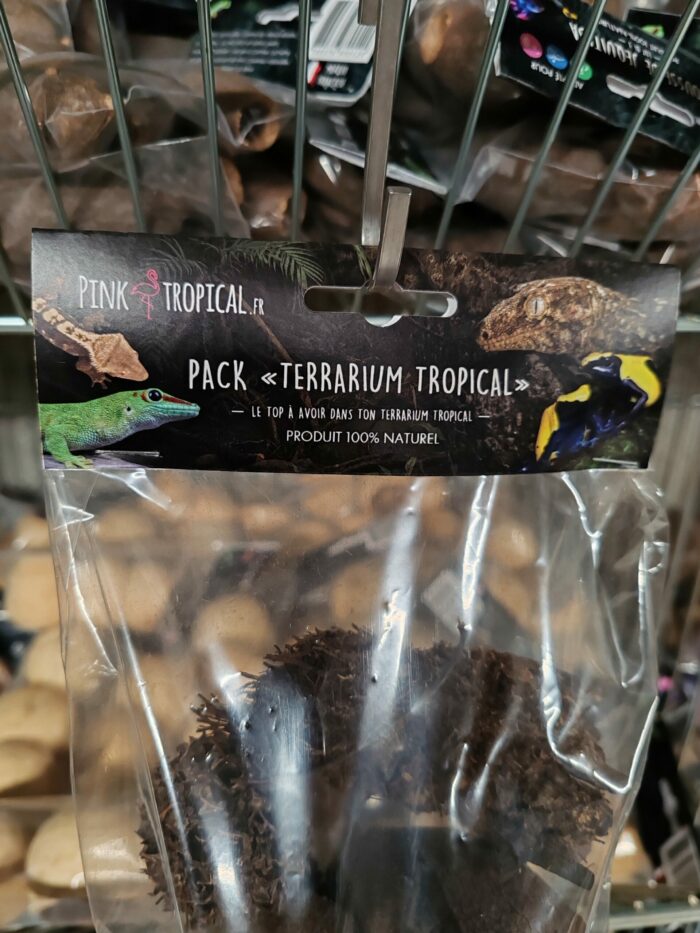 PINK TROPICAL.FR
PACK «TERRARIUM TROPICAL»
— LE TOP À AVOIR DANS TON TERRARIUM TROPICAL —
PRODUIT 100% NATUREL